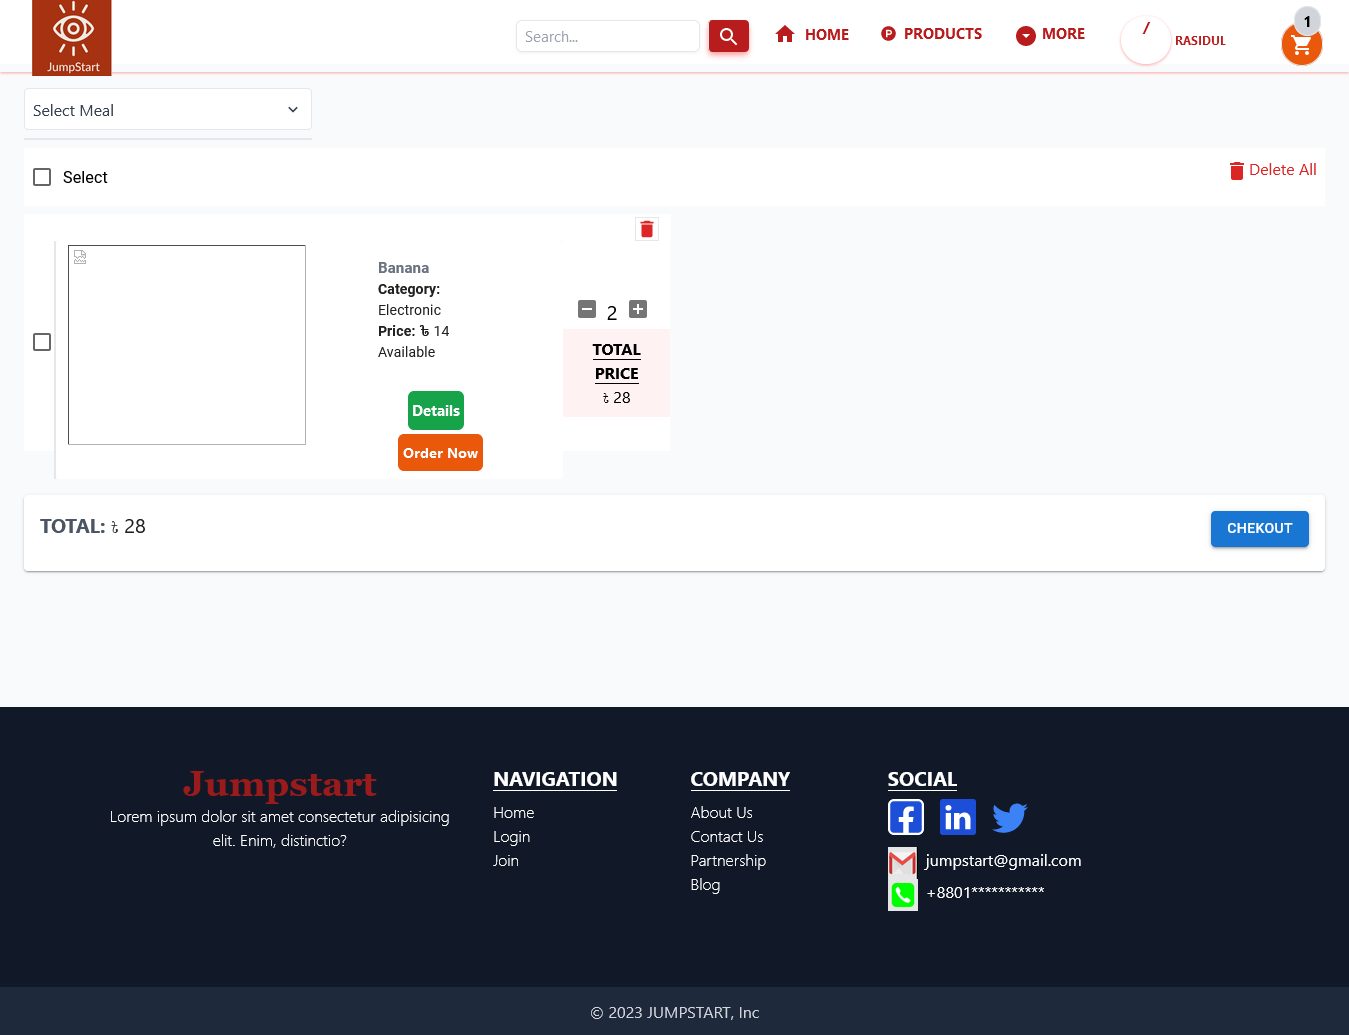 JumpStart
Search...
HOME
PRODUCTS
MORE
/
RASIDUL
1
Select Meal
Select
Delete All
Banana
Category:
Electronic
Price: ৳ 14
Available
Details
Order Now
2
TOTAL
PRICE
৳ 28
TOTAL: ৳ 28
CHEKOUT
Jumpstart
Lorem ipsum dolor sit amet consectetur adipisicing
elit. Enim, distinctio?
NAVIGATION
Home
Login
Join
COMPANY
About Us
Contact Us
Partnership
Blog
SOCIAL
jumpstart@gmail.com
+8801***********
© 2023 JUMPSTART, Inc